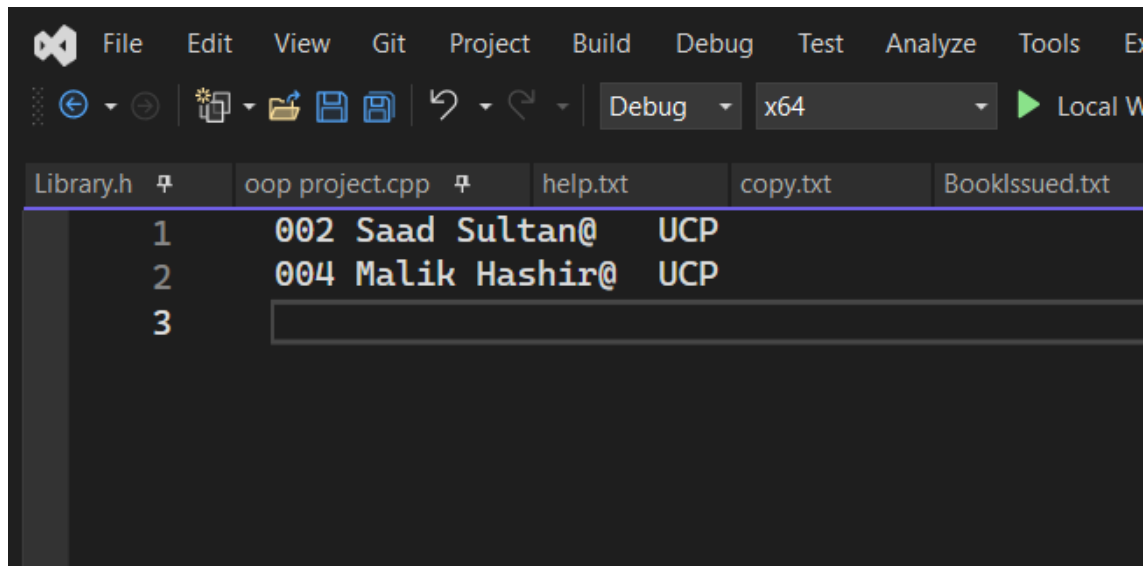 File Edit View Git Project Build Debug Test Analyze Tools
Debug x64 Local
Library.h oop project.cpp help.txt copy.txt BookIssued.txt
1 002 Saad Sultan@ UCP
2 004 Malik Hashir@ UCP
3